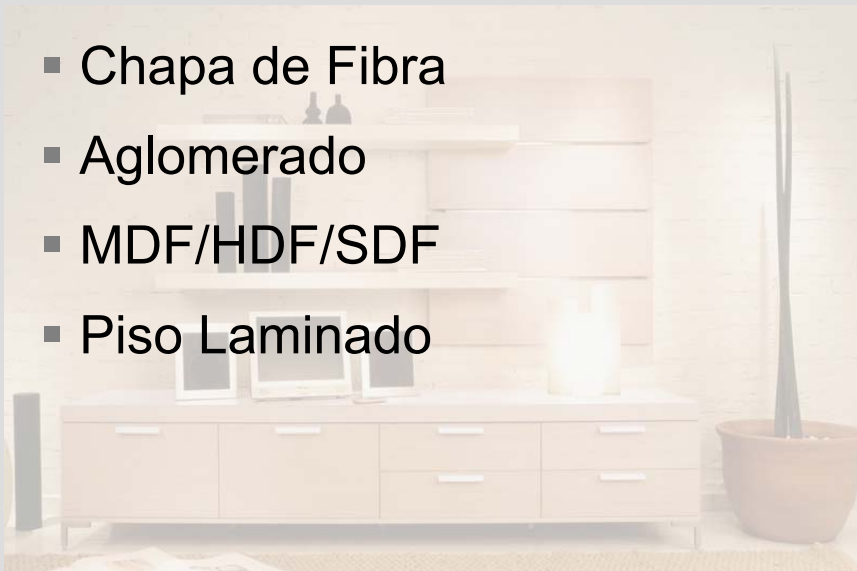 ▪ Chapa de Fibra
▪ Aglomerado
▪ MDF/HDF/SDF
▪ Piso Laminado